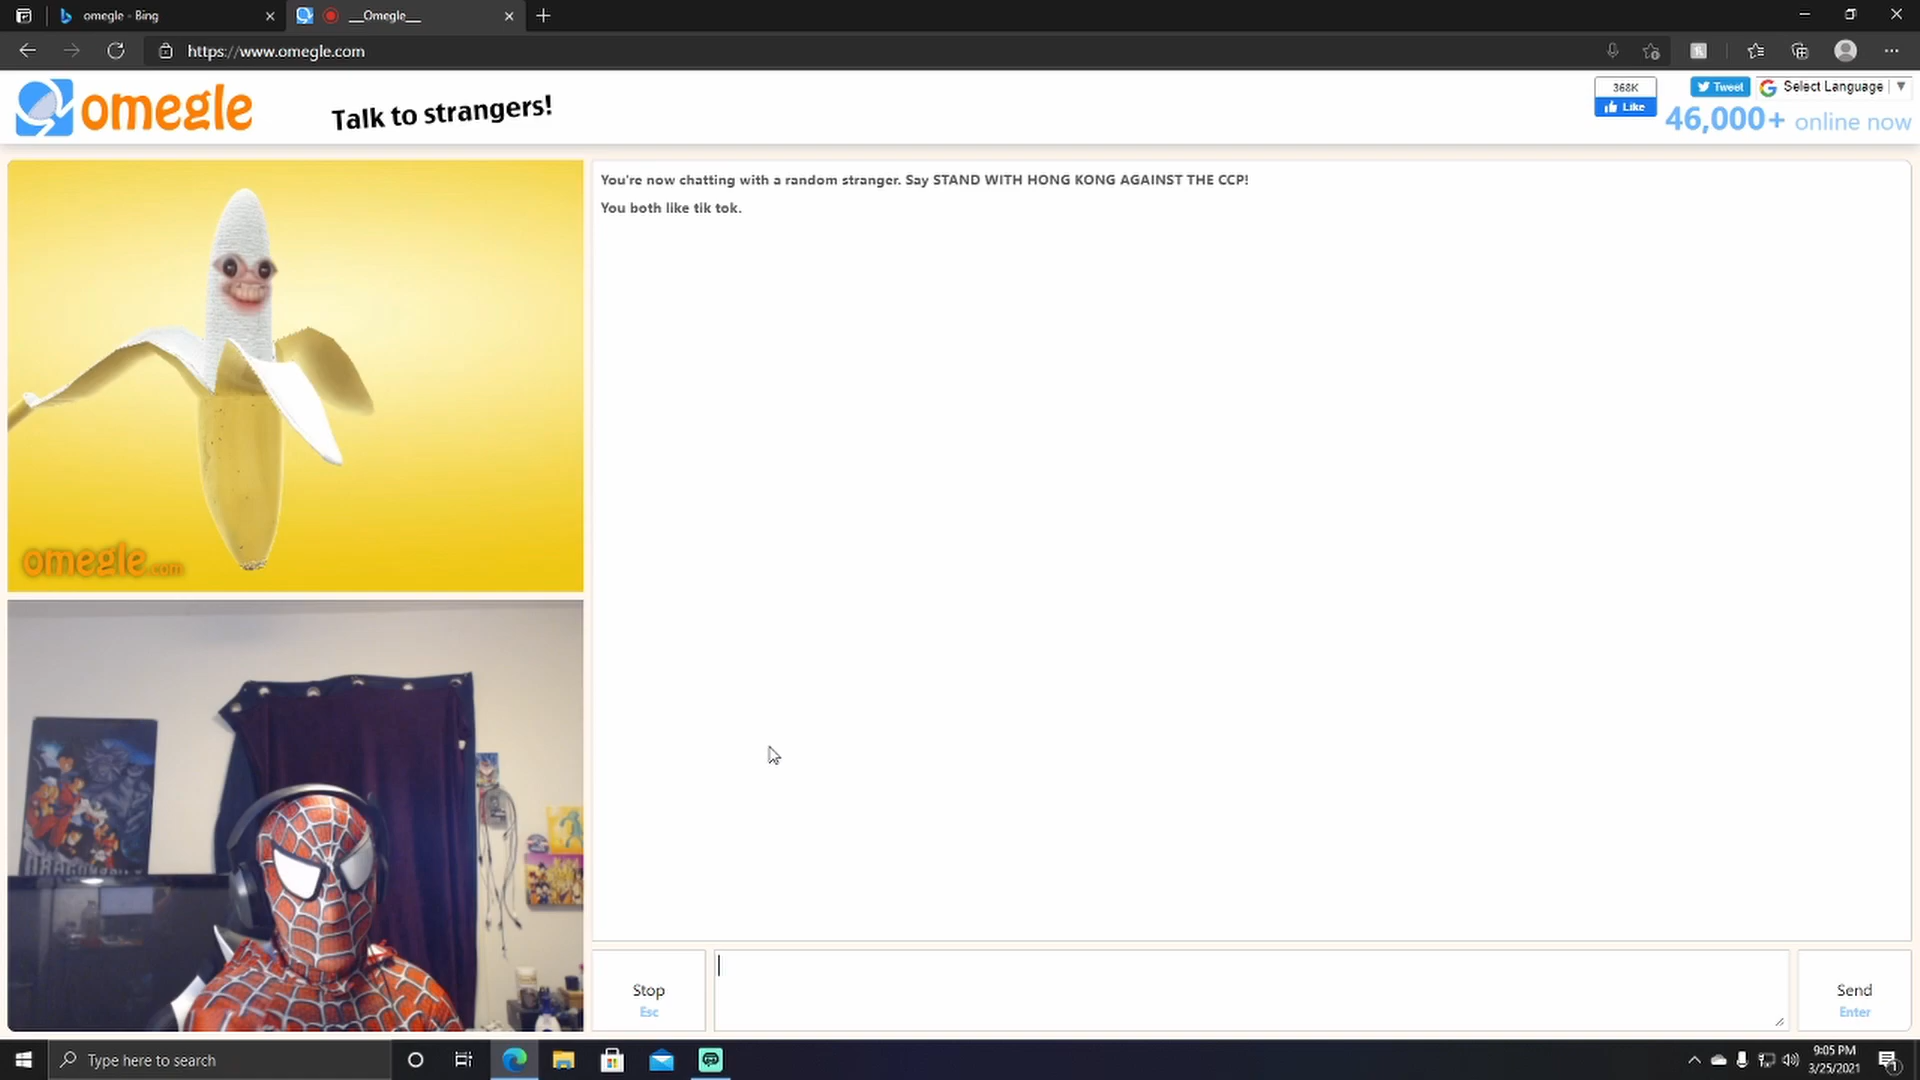 omegle - Bing
__Omegle__
https://www.omegle.com
omegle
Talk to strangers!
368K
Like
Tweet
Select Language
46,000+ online now
You're now chatting with a random stranger. Say STAND WITH HONG KONG AGAINST THE CCP!
You both like tik tok.
omegle.com
Stop
Esc
Send
Enter
Type here to search
9:05 PM
3/25/2021
1